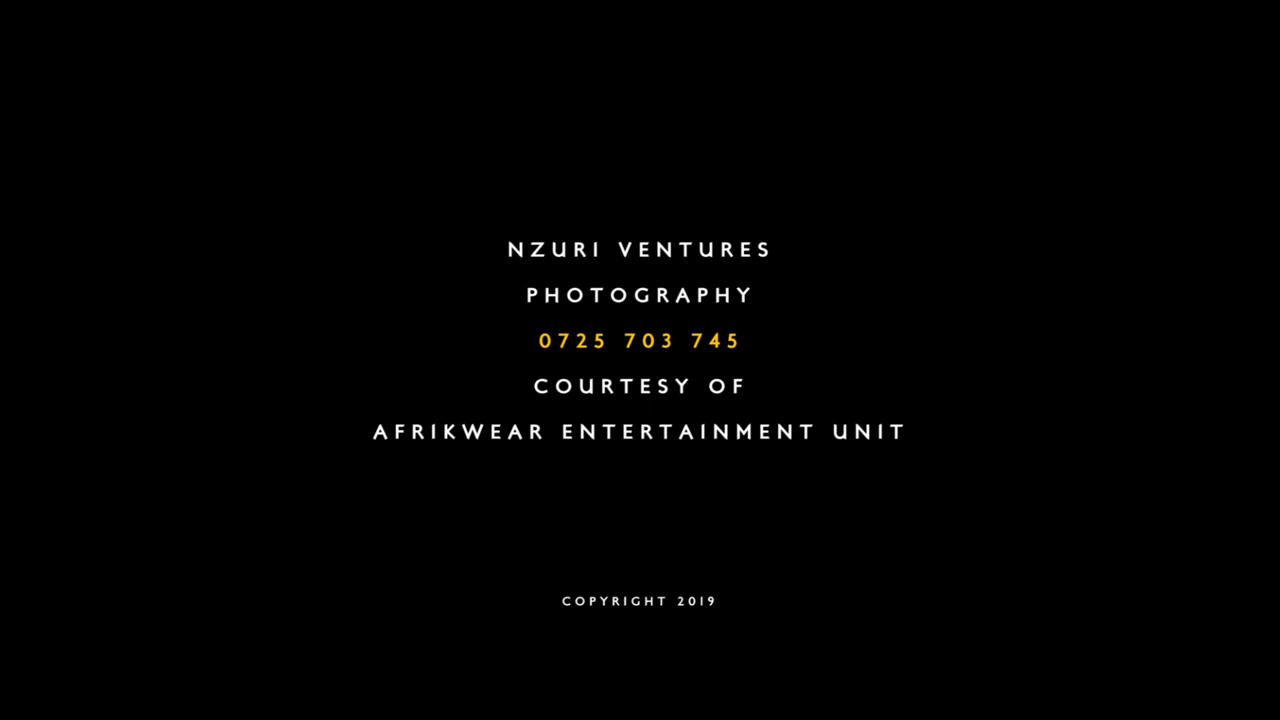 NZURI VENTURES
PHOTOGRAPHY
0725 703 745
COURTESY OF
AFRIKWEAR ENTERTAINMENT UNIT
COPYRIGHT 2019